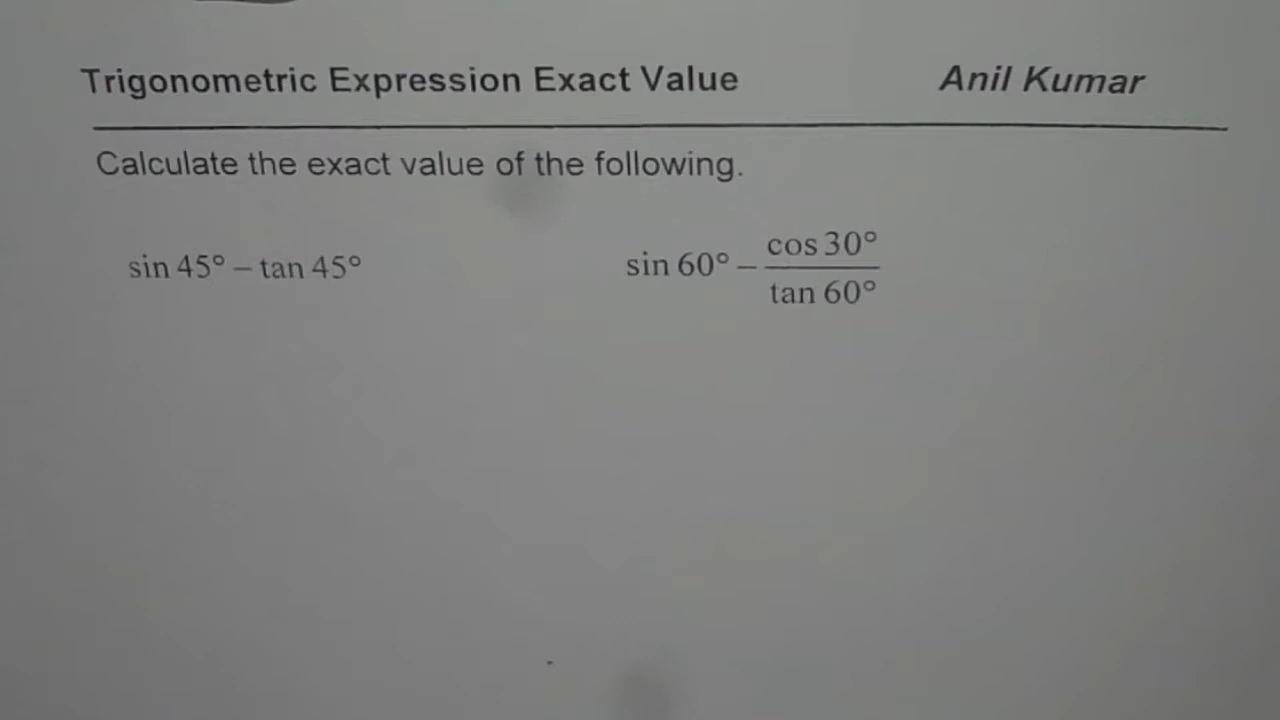 Trigonometric Expression Exact Value Anil Kumar
Calculate the exact value of the following.
sin 45° – tan 45° sin 60° – cos 30° / tan 60°